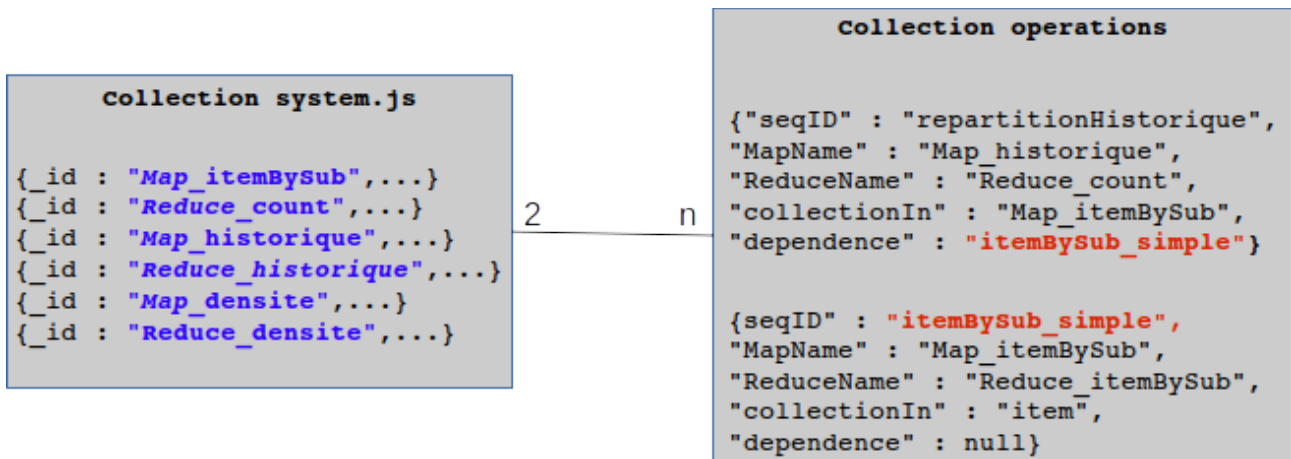 Collection system.js
{_id : "Map_itemBySub",...}
{_id : "Reduce_count",...}
{_id : "Map_historique",...}
{_id : "Reduce_historique",...}
{_id : "Map_densite",...}
{_id : "Reduce_densite",...}
2
n
Collection operations
{"seqID" : "repartitionHistorique",
"MapName" : "Map_historique",
"ReduceName" : "Reduce_count",
"collectionIn" : "Map_itemBySub",
"dependence" : "itemBySub_simple"}
{seqID" : "itemBySub_simple",
"MapName" : "Map_itemBySub",
"ReduceName" : "Reduce_itemBySub",
"collectionIn" : "item",
"dependence" : null}